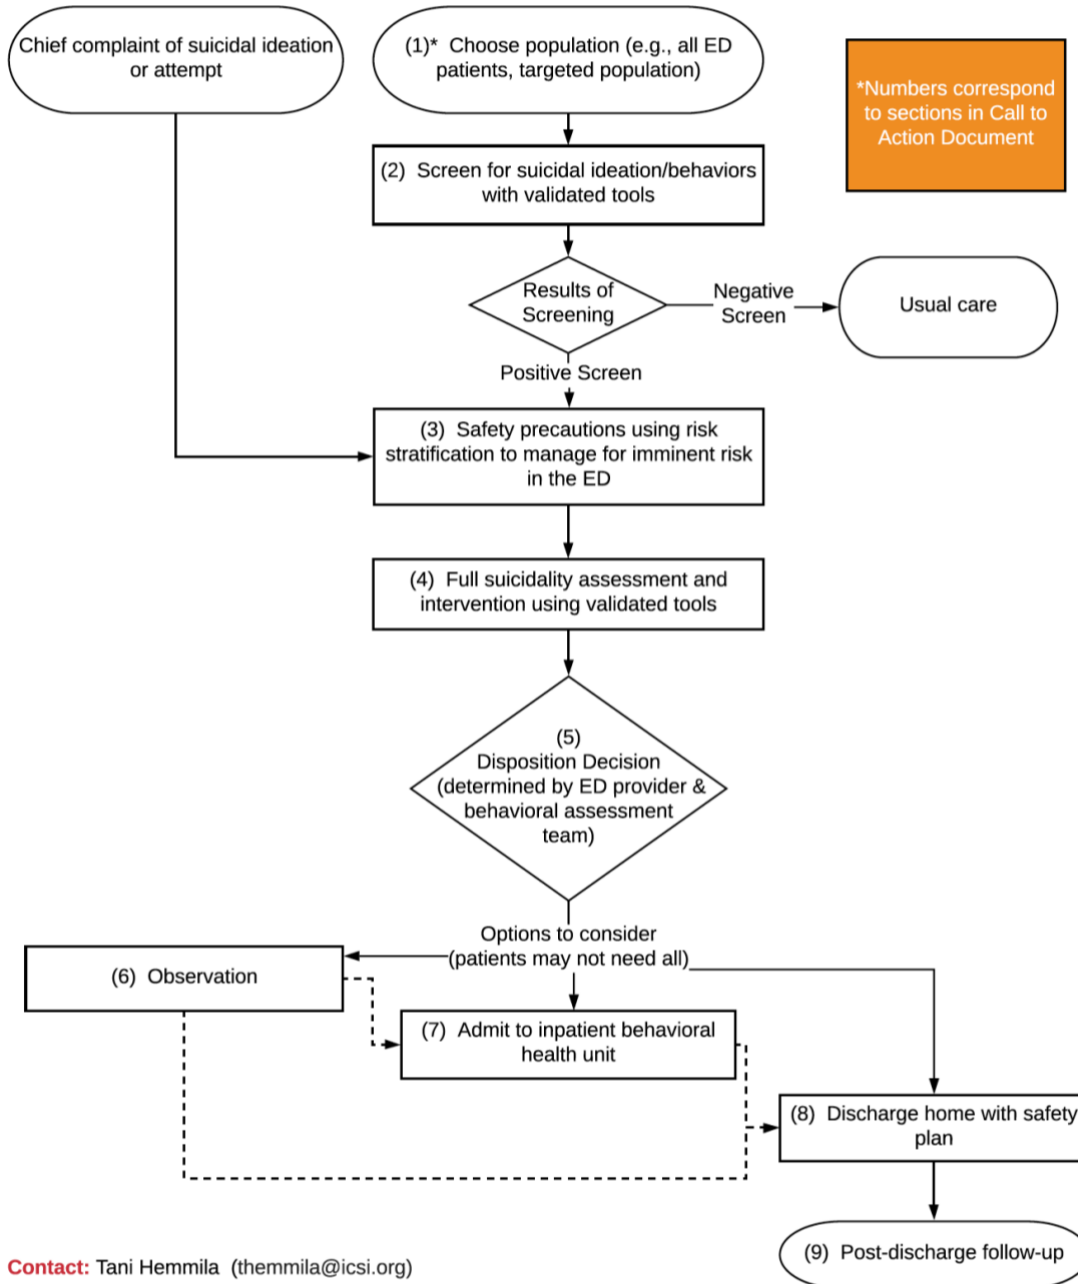 Chief complaint of suicidal ideation
or attempt
(1)* Choose population (e.g., all ED
patients, targeted population)
*Numbers correspond
to sections in Call to
Action Document
(2) Screen for suicidal ideation/behaviors
with validated tools
Results of
Screening
Negative
Screen
Usual care
Positive Screen
(3) Safety precautions using risk
stratification to manage for imminent risk
in the ED
(4) Full suicidality assessment and
intervention using validated tools
(5)
Disposition Decision
(determined by ED provider &
behavioral assessment
team)
Options to consider
(patients may not need all)
(6) Observation
(7) Admit to inpatient behavioral
health unit
(8) Discharge home with safety
plan
(9) Post-discharge follow-up
Contact: Tani Hemmila (themmila@icsi.org)